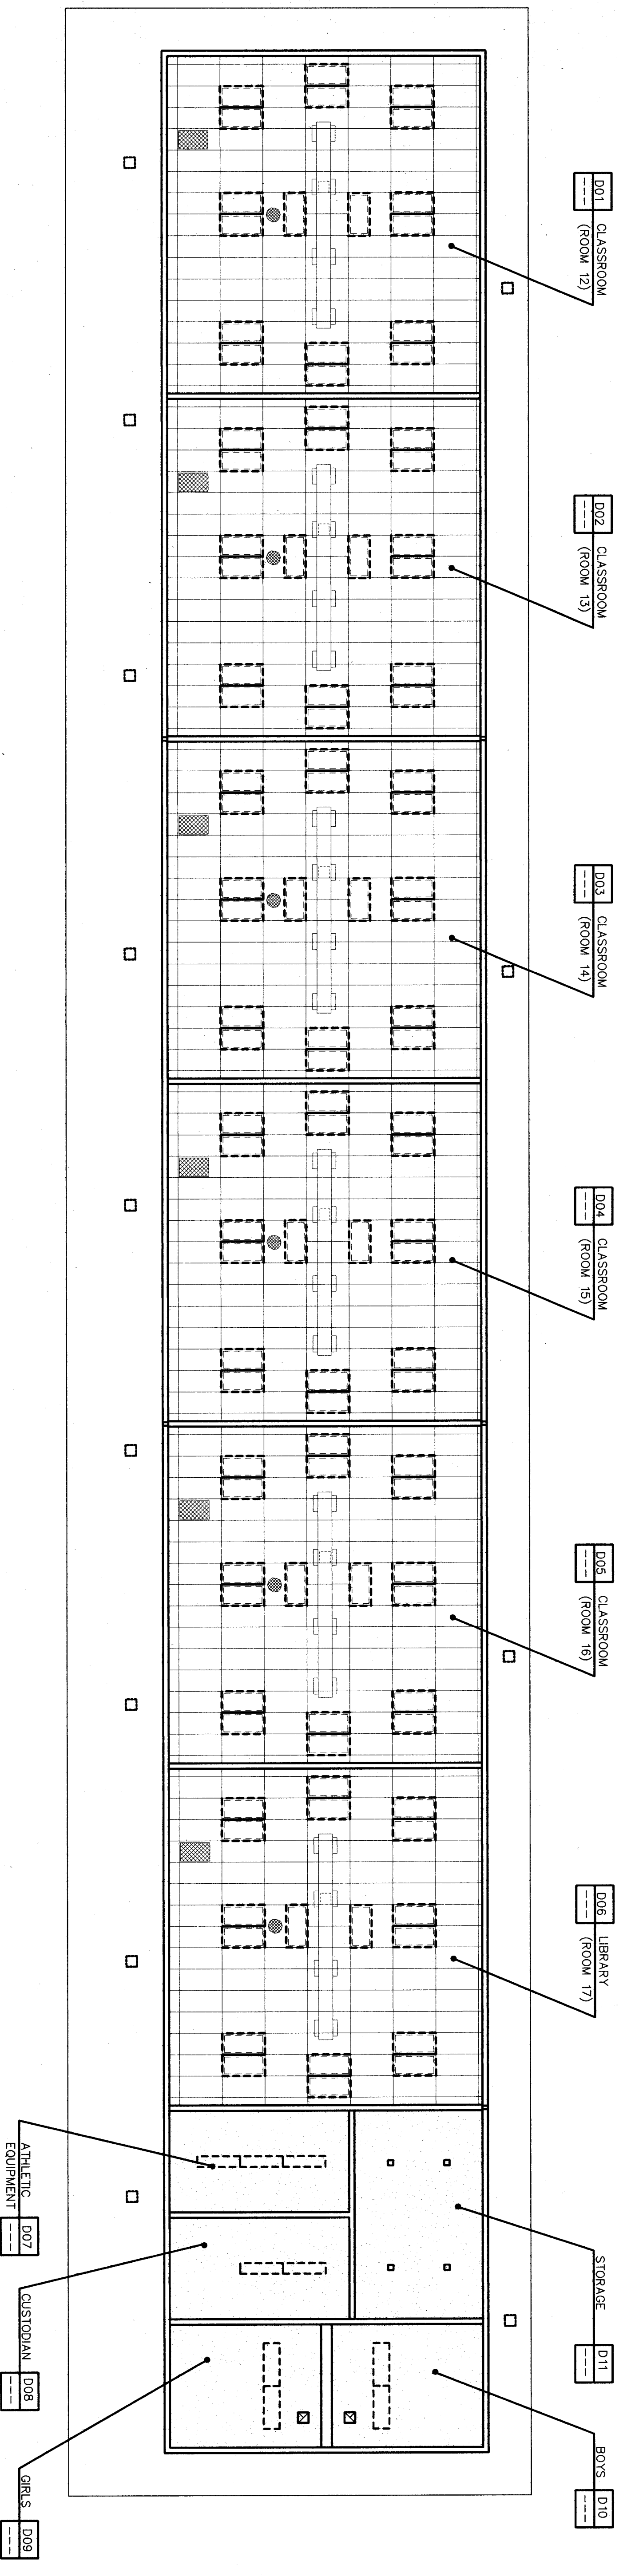 D01
---
CLASSROOM
(ROOM 12)
D02
---
CLASSROOM
(ROOM 13)
D03
---
CLASSROOM
(ROOM 14)
D04
---
CLASSROOM
(ROOM 15)
D05
---
CLASSROOM
(ROOM 16)
D06
---
LIBRARY
(ROOM 17)
STORAGE
D11
---
BOYS
D10
---
ATHLETIC
EQUIPMENT
D07
---
CUSTODIAN
D08
---
GIRLS
D09
---